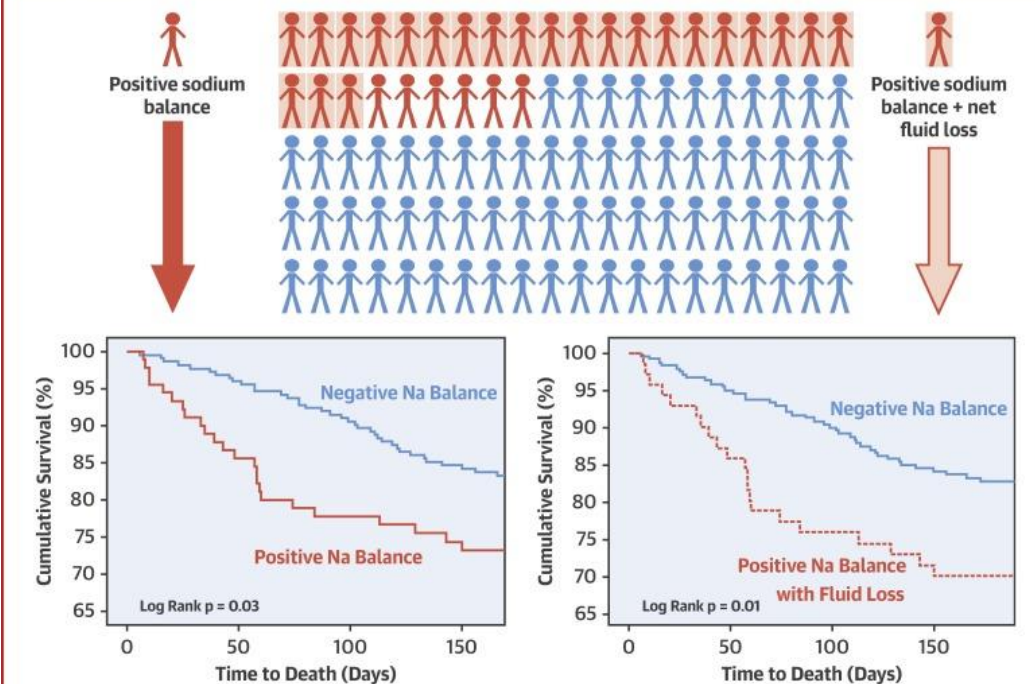 Positive sodium
balance
Positive sodium
balance + net
fluid loss
100
95
90
85
80
75
70
65
Cumulative Survival (%)
Negative Na Balance
Positive Na Balance
Log Rank p = 0.03
0
50
100
150
Time to Death (Days)
100
95
90
85
80
75
70
65
Cumulative Survival (%)
Negative Na Balance
Positive Na Balance
with Fluid Loss
Log Rank p = 0.01
0
50
100
150
Time to Death (Days)